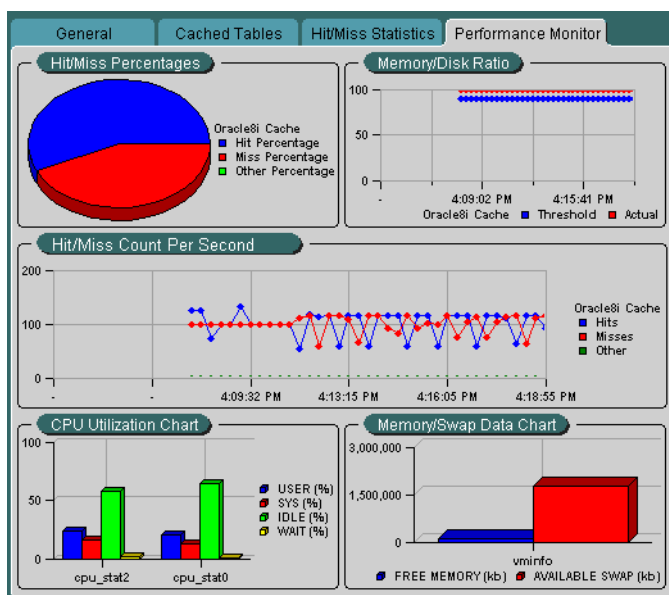 General Cached Tables Hit/Miss Statistics Performance Monitor
Hit/Miss Percentages
Oracle8i Cache
Hit Percentage
Miss Percentage
Other Percentage
Memory/Disk Ratio
100
50
0
- 4:09:02 PM 4:15:41 PM
Oracle8i Cache Threshold Actual
Hit/Miss Count Per Second
200
100
0
- - 4:09:32 PM 4:13:15 PM 4:16:05 PM 4:18:55 PM
Oracle8i Cache
Hits
Misses
Other
CPU Utilization Chart
100
50
0
cpu_stat2 cpu_stat0
USER (%)
SYS (%)
IDLE (%)
WAIT (%)
Memory/Swap Data Chart
3,000,000
1,500,000
0
vminfo
FREE MEMORY (kb) AVAILABLE SWAP (kb)